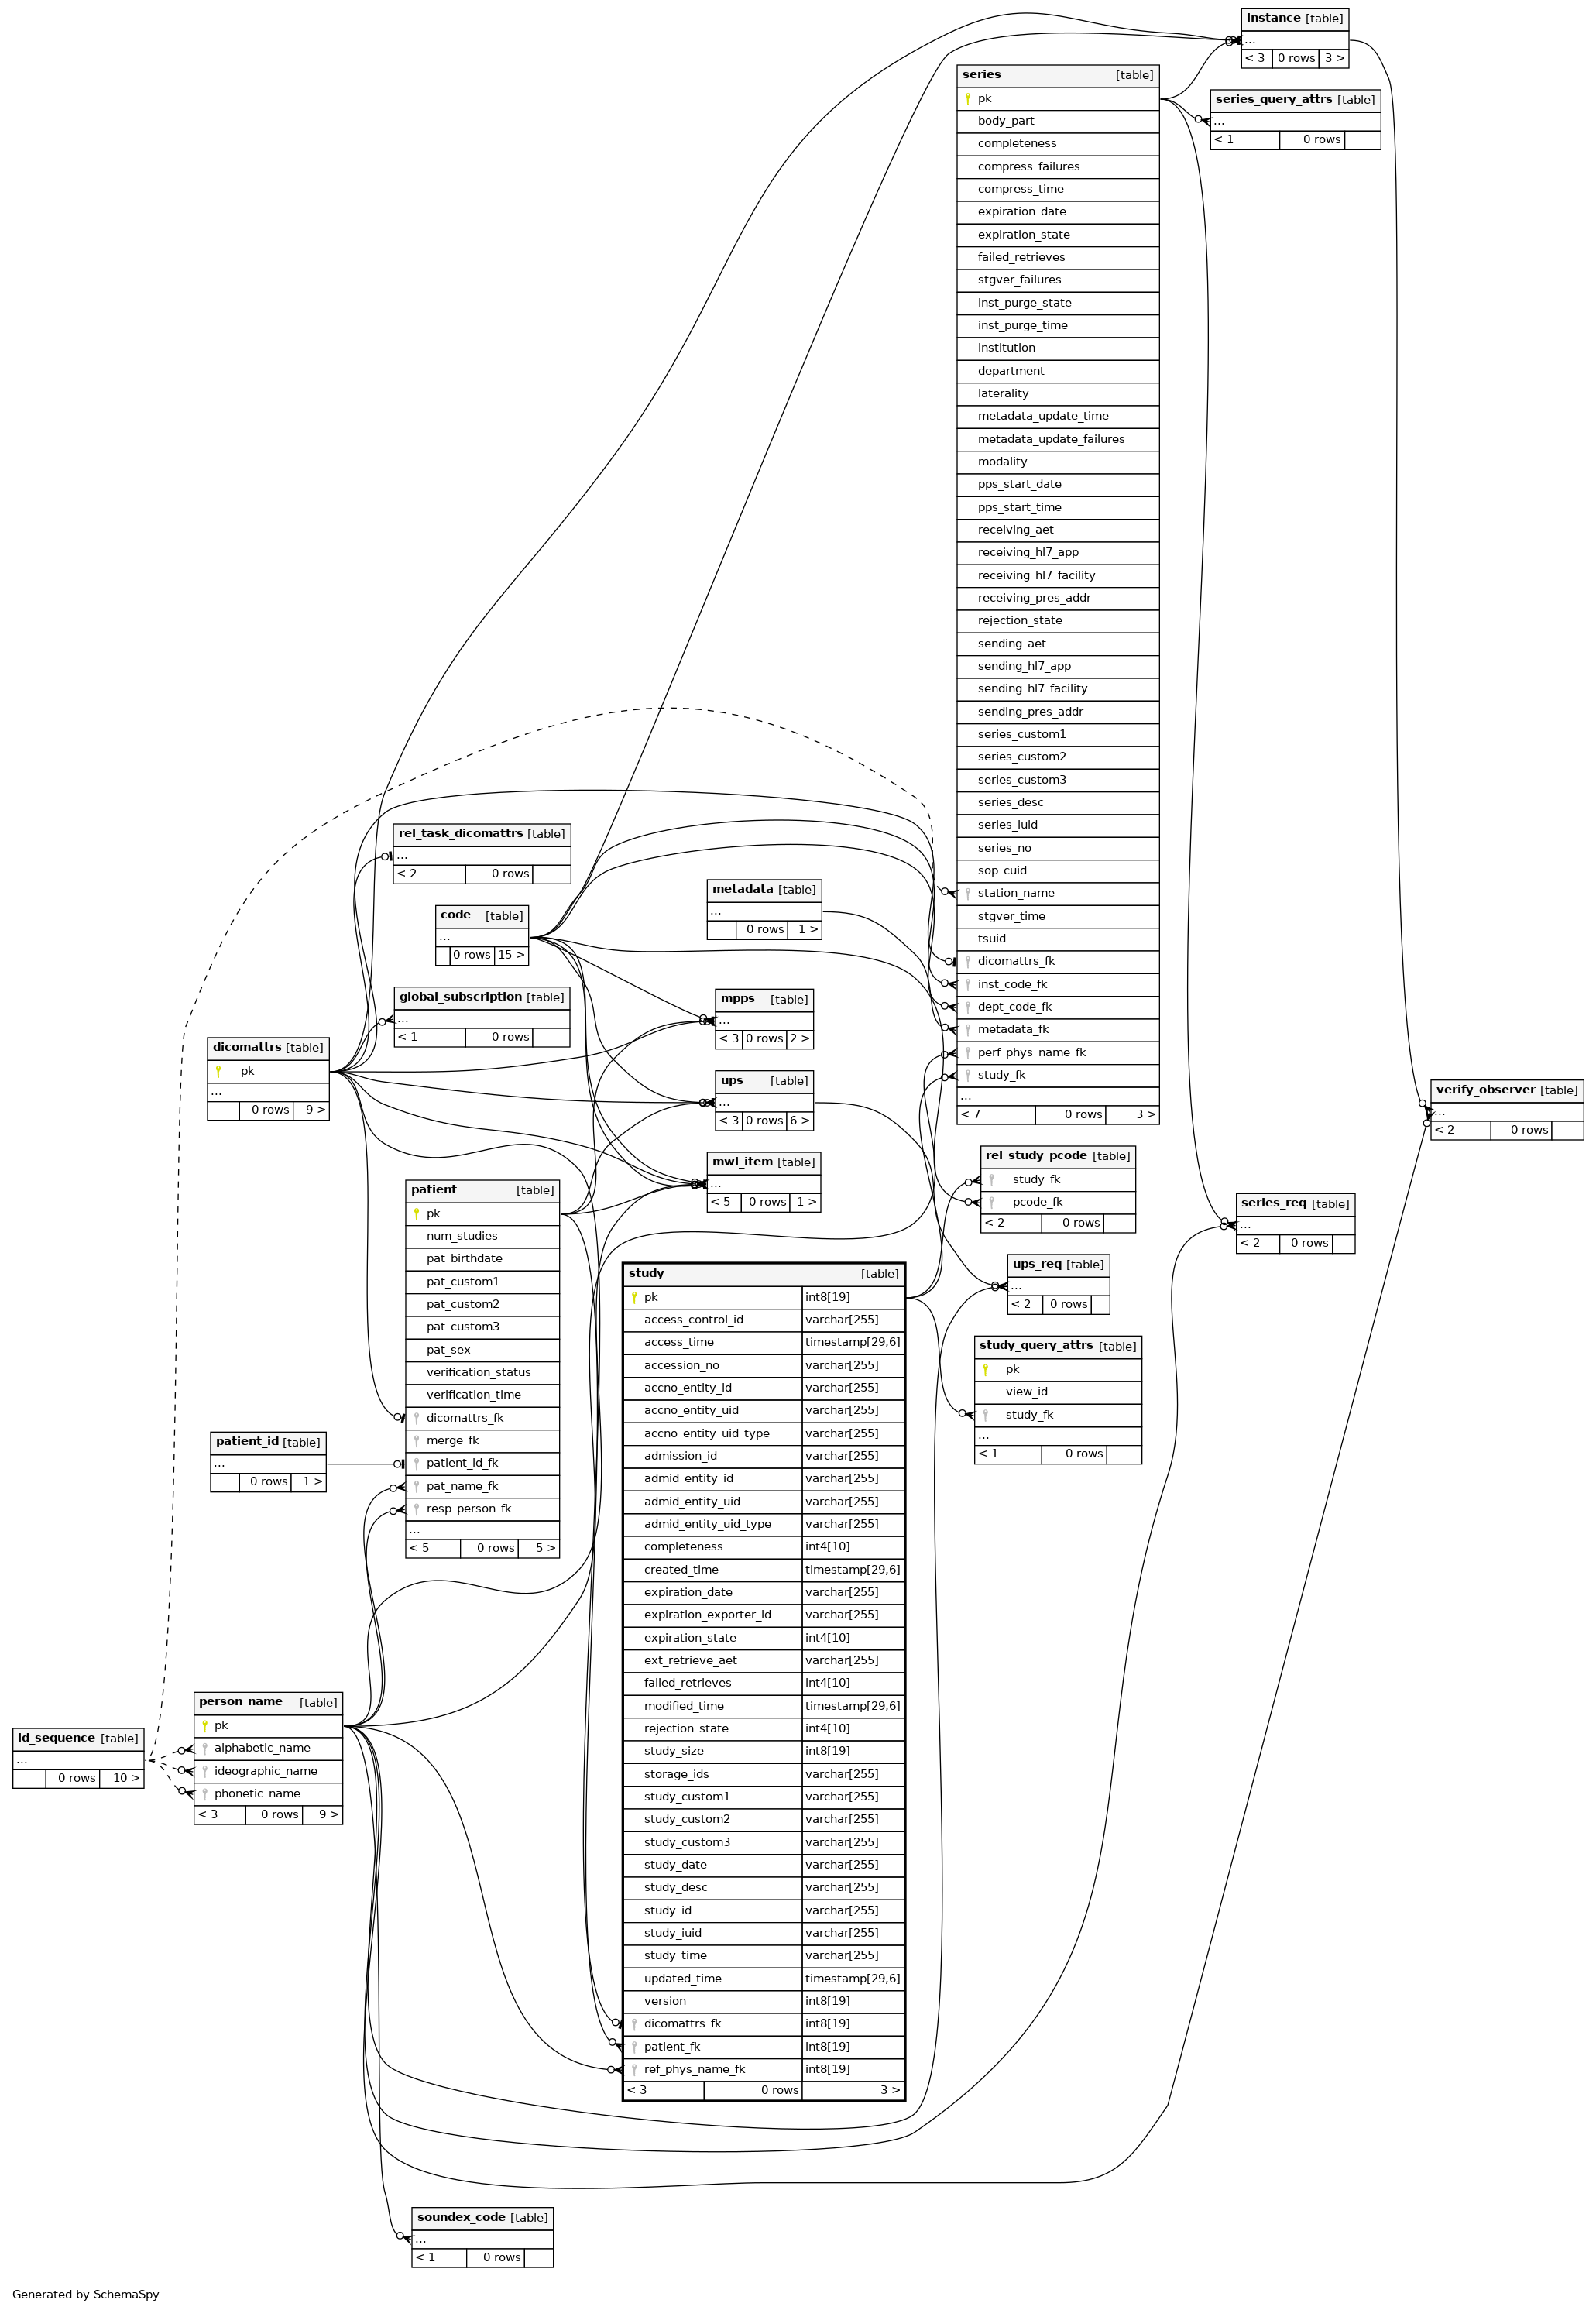 instance [table]
...
< 3 0 rows 3 >
series [table]
pk
body_part
completeness
compress_failures
compress_time
expiration_date
expiration_state
failed_retrieves
stgver_failures
inst_purge_state
inst_purge_time
institution
department
laterality
metadata_update_time
metadata_update_failures
modality
pps_start_date
pps_start_time
receiving_aet
receiving_hl7_app
receiving_hl7_facility
receiving_pres_addr
rejection_state
sending_aet
sending_hl7_app
sending_hl7_facility
sending_pres_addr
series_custom1
series_custom2
series_custom3
series_desc
series_iuid
series_no
sop_cuid
station_name
stgver_time
tsuid
dicomattrs_fk
inst_code_fk
dept_code_fk
metadata_fk
perf_phys_name_fk
study_fk
...
< 7 0 rows 3 >
series_query_attrs [table]
...
< 1 0 rows
rel_task_dicomattrs [table]
...
< 2 0 rows
metadata [table]
...
0 rows 1 >
code [table]
...
0 rows 15 >
global_subscription [table]
...
< 1 0 rows
mpps [table]
...
< 3 0 rows 2 >
dicomattrs [table]
pk
...
0 rows 9 >
ups [table]
...
< 3 0 rows 6 >
verify_observer [table]
...
< 2 0 rows
mwl_item [table]
...
< 5 0 rows 1 >
rel_study_pcode [table]
study_fk
pcode_fk
< 2 0 rows
patient [table]
pk
num_studies
pat_birthdate
pat_custom1
pat_custom2
pat_custom3
pat_sex
verification_status
verification_time
dicomattrs_fk
merge_fk
patient_id_fk
pat_name_fk
resp_person_fk
...
< 5 0 rows 5 >
series_req [table]
...
< 2 0 rows
ups_req [table]
...
< 2 0 rows
study [table]
pk int8[19]
access_control_id varchar[255]
access_time timestamp[29,6]
accession_no varchar[255]
accno_entity_id varchar[255]
accno_entity_uid varchar[255]
accno_entity_uid_type varchar[255]
admission_id varchar[255]
admid_entity_id varchar[255]
admid_entity_uid varchar[255]
admid_entity_uid_type varchar[255]
completeness int4[10]
created_time timestamp[29,6]
expiration_date varchar[255]
expiration_exporter_id varchar[255]
expiration_state int4[10]
ext_retrieve_aet varchar[255]
failed_retrieves int4[10]
modified_time timestamp[29,6]
rejection_state int4[10]
study_size int8[19]
storage_ids varchar[255]
study_custom1 varchar[255]
study_custom2 varchar[255]
study_custom3 varchar[255]
study_date varchar[255]
study_desc varchar[255]
study_id varchar[255]
study_iuid varchar[255]
study_time varchar[255]
updated_time timestamp[29,6]
version int8[19]
dicomattrs_fk int8[19]
patient_fk int8[19]
ref_phys_name_fk int8[19]
< 3 0 rows 3 >
study_query_attrs [table]
pk
view_id
study_fk
...
< 1 0 rows
patient_id [table]
...
0 rows 1 >
person_name [table]
pk
alphabetic_name
ideographic_name
phonetic_name
< 3 0 rows 9 >
id_sequence [table]
...
0 rows 10 >
soundex_code [table]
...
< 1 0 rows
Generated by SchemaSpy